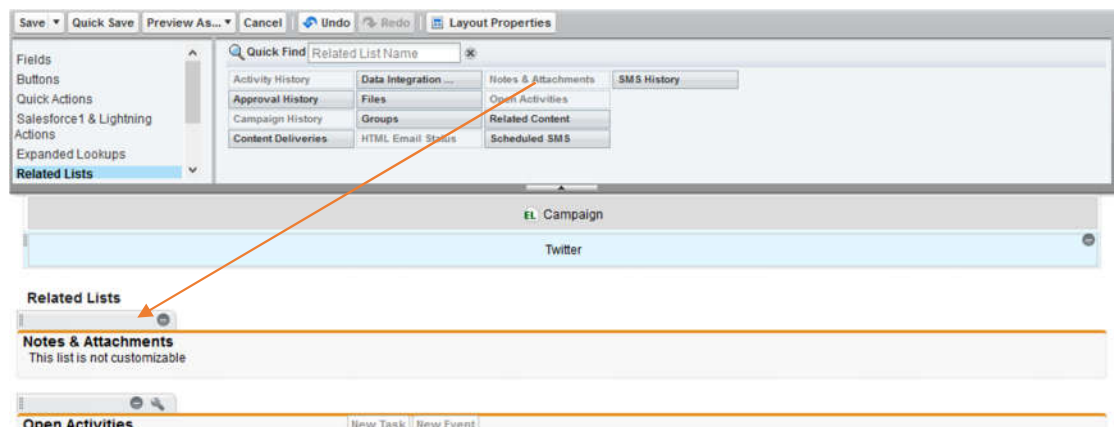 Save Quick Save Preview As... Cancel Undo Redo Layout Properties
Fields
Buttons
Quick Actions
Salesforce1 & Lightning
Actions
Expanded Lookups
Related Lists
Quick Find Related List Name
Activity History Data Integration ... Notes & Attachments SMS History
Approval History Files Open Activities
Campaign History Groups Related Content
Content Deliveries HTML Email Status Scheduled SMS
EL Campaign
Twitter
Related Lists
Notes & Attachments
This list is not customizable
Open Activities New Task New Event